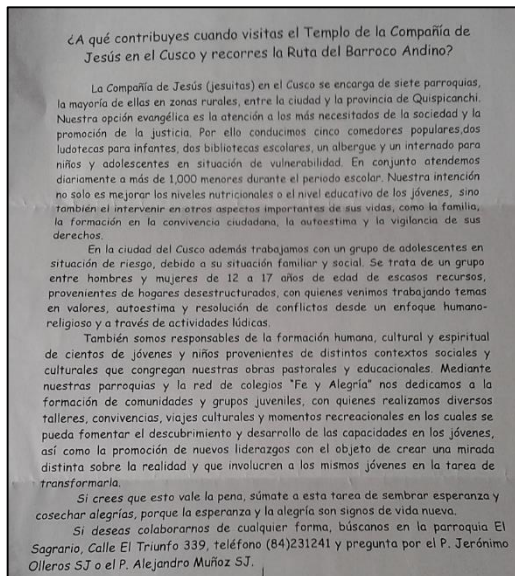 ¿A qué contribuyes cuando visitas el Templo de la Compañía de
Jesús en el Cusco y recorres la Ruta del Barroco Andino?
La Compañía de Jesús (jesuitas) en el Cusco se encarga de siete parroquias,
la mayoría de ellas en zonas rurales, entre la ciudad y la provincia de Quispicanchi.
Nuestra opción evangélica es la atención a los más necesitados de la sociedad y la
promoción de la justicia. Por ello conducimos cinco comedores populares,dos
ludotecas para infantes, dos bibliotecas escolares, un albergue y un internado para
niños y adolescentes en situación de vulnerabilidad. En conjunto atendemos
diariamente a más de 1,000 menores durante el periodo escolar. Nuestra intención
no solo es mejorar los niveles nutricionales o el nivel educativo de los jóvenes, sino
también el intervenir en otros aspectos importantes de sus vidas, como la familia,
la formación en la convivencia ciudadana, la autoestima y la vigilancia de sus
derechos.
En la ciudad del Cusco además trabajamos con un grupo de adolescentes en
situación de riesgo, debido a su situación familiar y social. Se trata de un grupo
entre hombres y mujeres de 12 a 17 años de edad de escasos recursos,
provenientes de hogares desestructurados, con quienes venimos trabajando temas
en valores, autoestima y resolución de conflictos desde un enfoque humano-
religioso y a través de actividades lúdicas.
También somos responsables de la formación humana, cultural y espiritual
de cientos de jóvenes y niños provenientes de distintos contextos sociales y
culturales que congregan nuestras obras pastorales y educacionales. Mediante
nuestras parroquias y la red de colegios "Fe y Alegría" nos dedicamos a la
formación de comunidades y grupos juveniles, con quienes realizamos diversos
talleres, convivencias, viajes culturales y momentos recreacionales en los cuales se
pueda fomentar el descubrimiento y desarrollo de las capacidades en los jóvenes,
así como la promoción de nuevos liderazgos con el objeto de crear una mirada
distinta sobre la realidad y que involucren a los mismos jóvenes en la tarea de
transformarla.
Si crees que esto vale la pena, súmate a esta tarea de sembrar esperanza y
cosechar alegrías, porque la esperanza y la alegría son signos de vida nueva.
Si deseas colaborarnos de cualquier forma, búscanos en la parroquia El
Sagrario, Calle El Triunfo 339, teléfono (84)231241 y pregunta por el P. Jerónimo
Olleros SJ o el P. Alejandro Muñoz SJ.